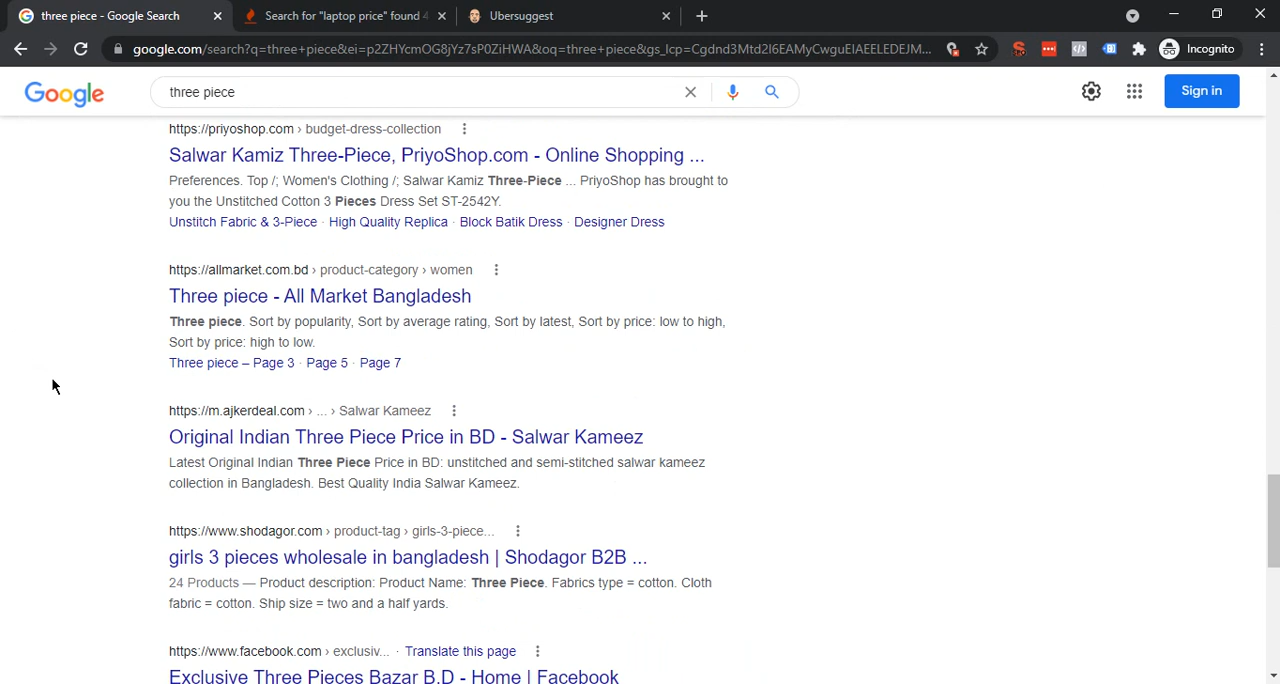 three piece - Google Search
Search for "laptop price" found 4
Ubersuggest
google.com/search?q=three+piece&ei=p2ZHYcmOG8jYz7sP0ZiHWA&oq=three+piece&gs_lcp=Cgdnd3Mtd2l6EAMyCwguEIAEELEDEJM...
Incognito
Google
three piece
Sign in
https://priyoshop.com › budget-dress-collection
Salwar Kamiz Three-Piece, PriyoShop.com - Online Shopping ...
Preferences. Top /; Women's Clothing /; Salwar Kamiz Three-Piece ... PriyoShop has brought to
you the Unstitched Cotton 3 Pieces Dress Set ST-2542Y.
Unstitch Fabric & 3-Piece · High Quality Replica · Block Batik Dress · Designer Dress
https://allmarket.com.bd › product-category › women
Three piece - All Market Bangladesh
Three piece. Sort by popularity, Sort by average rating, Sort by latest, Sort by price: low to high,
Sort by price: high to low.
Three piece – Page 3 · Page 5 · Page 7
https://m.ajkerdeal.com › ... › Salwar Kameez
Original Indian Three Piece Price in BD - Salwar Kameez
Latest Original Indian Three Piece Price in BD: unstitched and semi-stitched salwar kameez
collection in Bangladesh. Best Quality India Salwar Kameez.
https://www.shodagor.com › product-tag › girls-3-piece...
girls 3 pieces wholesale in bangladesh | Shodagor B2B ...
24 Products — Product description: Product Name: Three Piece. Fabrics type = cotton. Cloth
fabric = cotton. Ship size = two and a half yards.
https://www.facebook.com › exclusiv... · Translate this page
Exclusive Three Pieces Bazar B.D - Home | Facebook